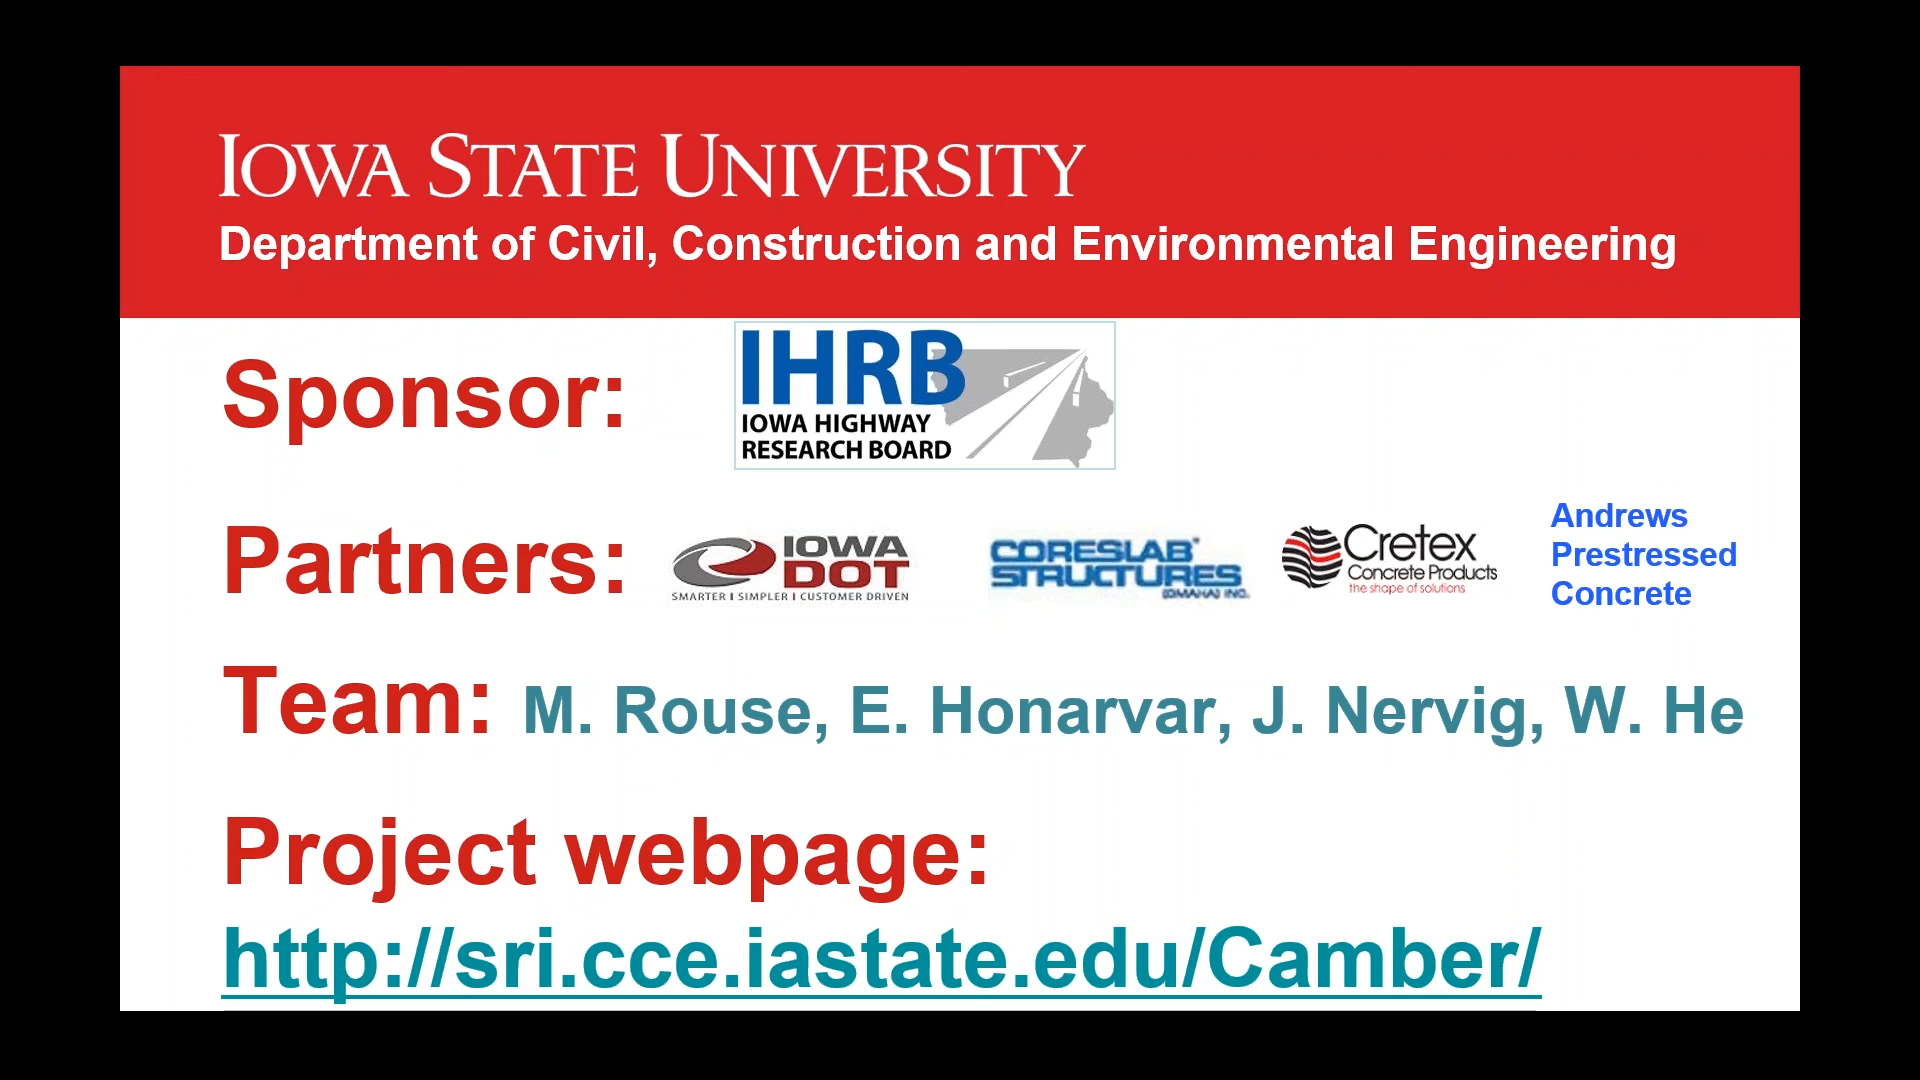 IOWA STATE UNIVERSITY
Department of Civil, Construction and Environmental Engineering
Sponsor:
IHRB
IOWA HIGHWAY
RESEARCH BOARD
Partners:
IOWA
DOT
SMARTER | SIMPLER | CUSTOMER DRIVEN
CORESLAB®
STRUCTURES
(OMAHA) INC.
Cretex
Concrete Products
the shape of solutions
Andrews
Prestressed
Concrete
Team: M. Rouse, E. Honarvar, J. Nervig, W. He
Project webpage:
http://sri.cce.iastate.edu/Camber/